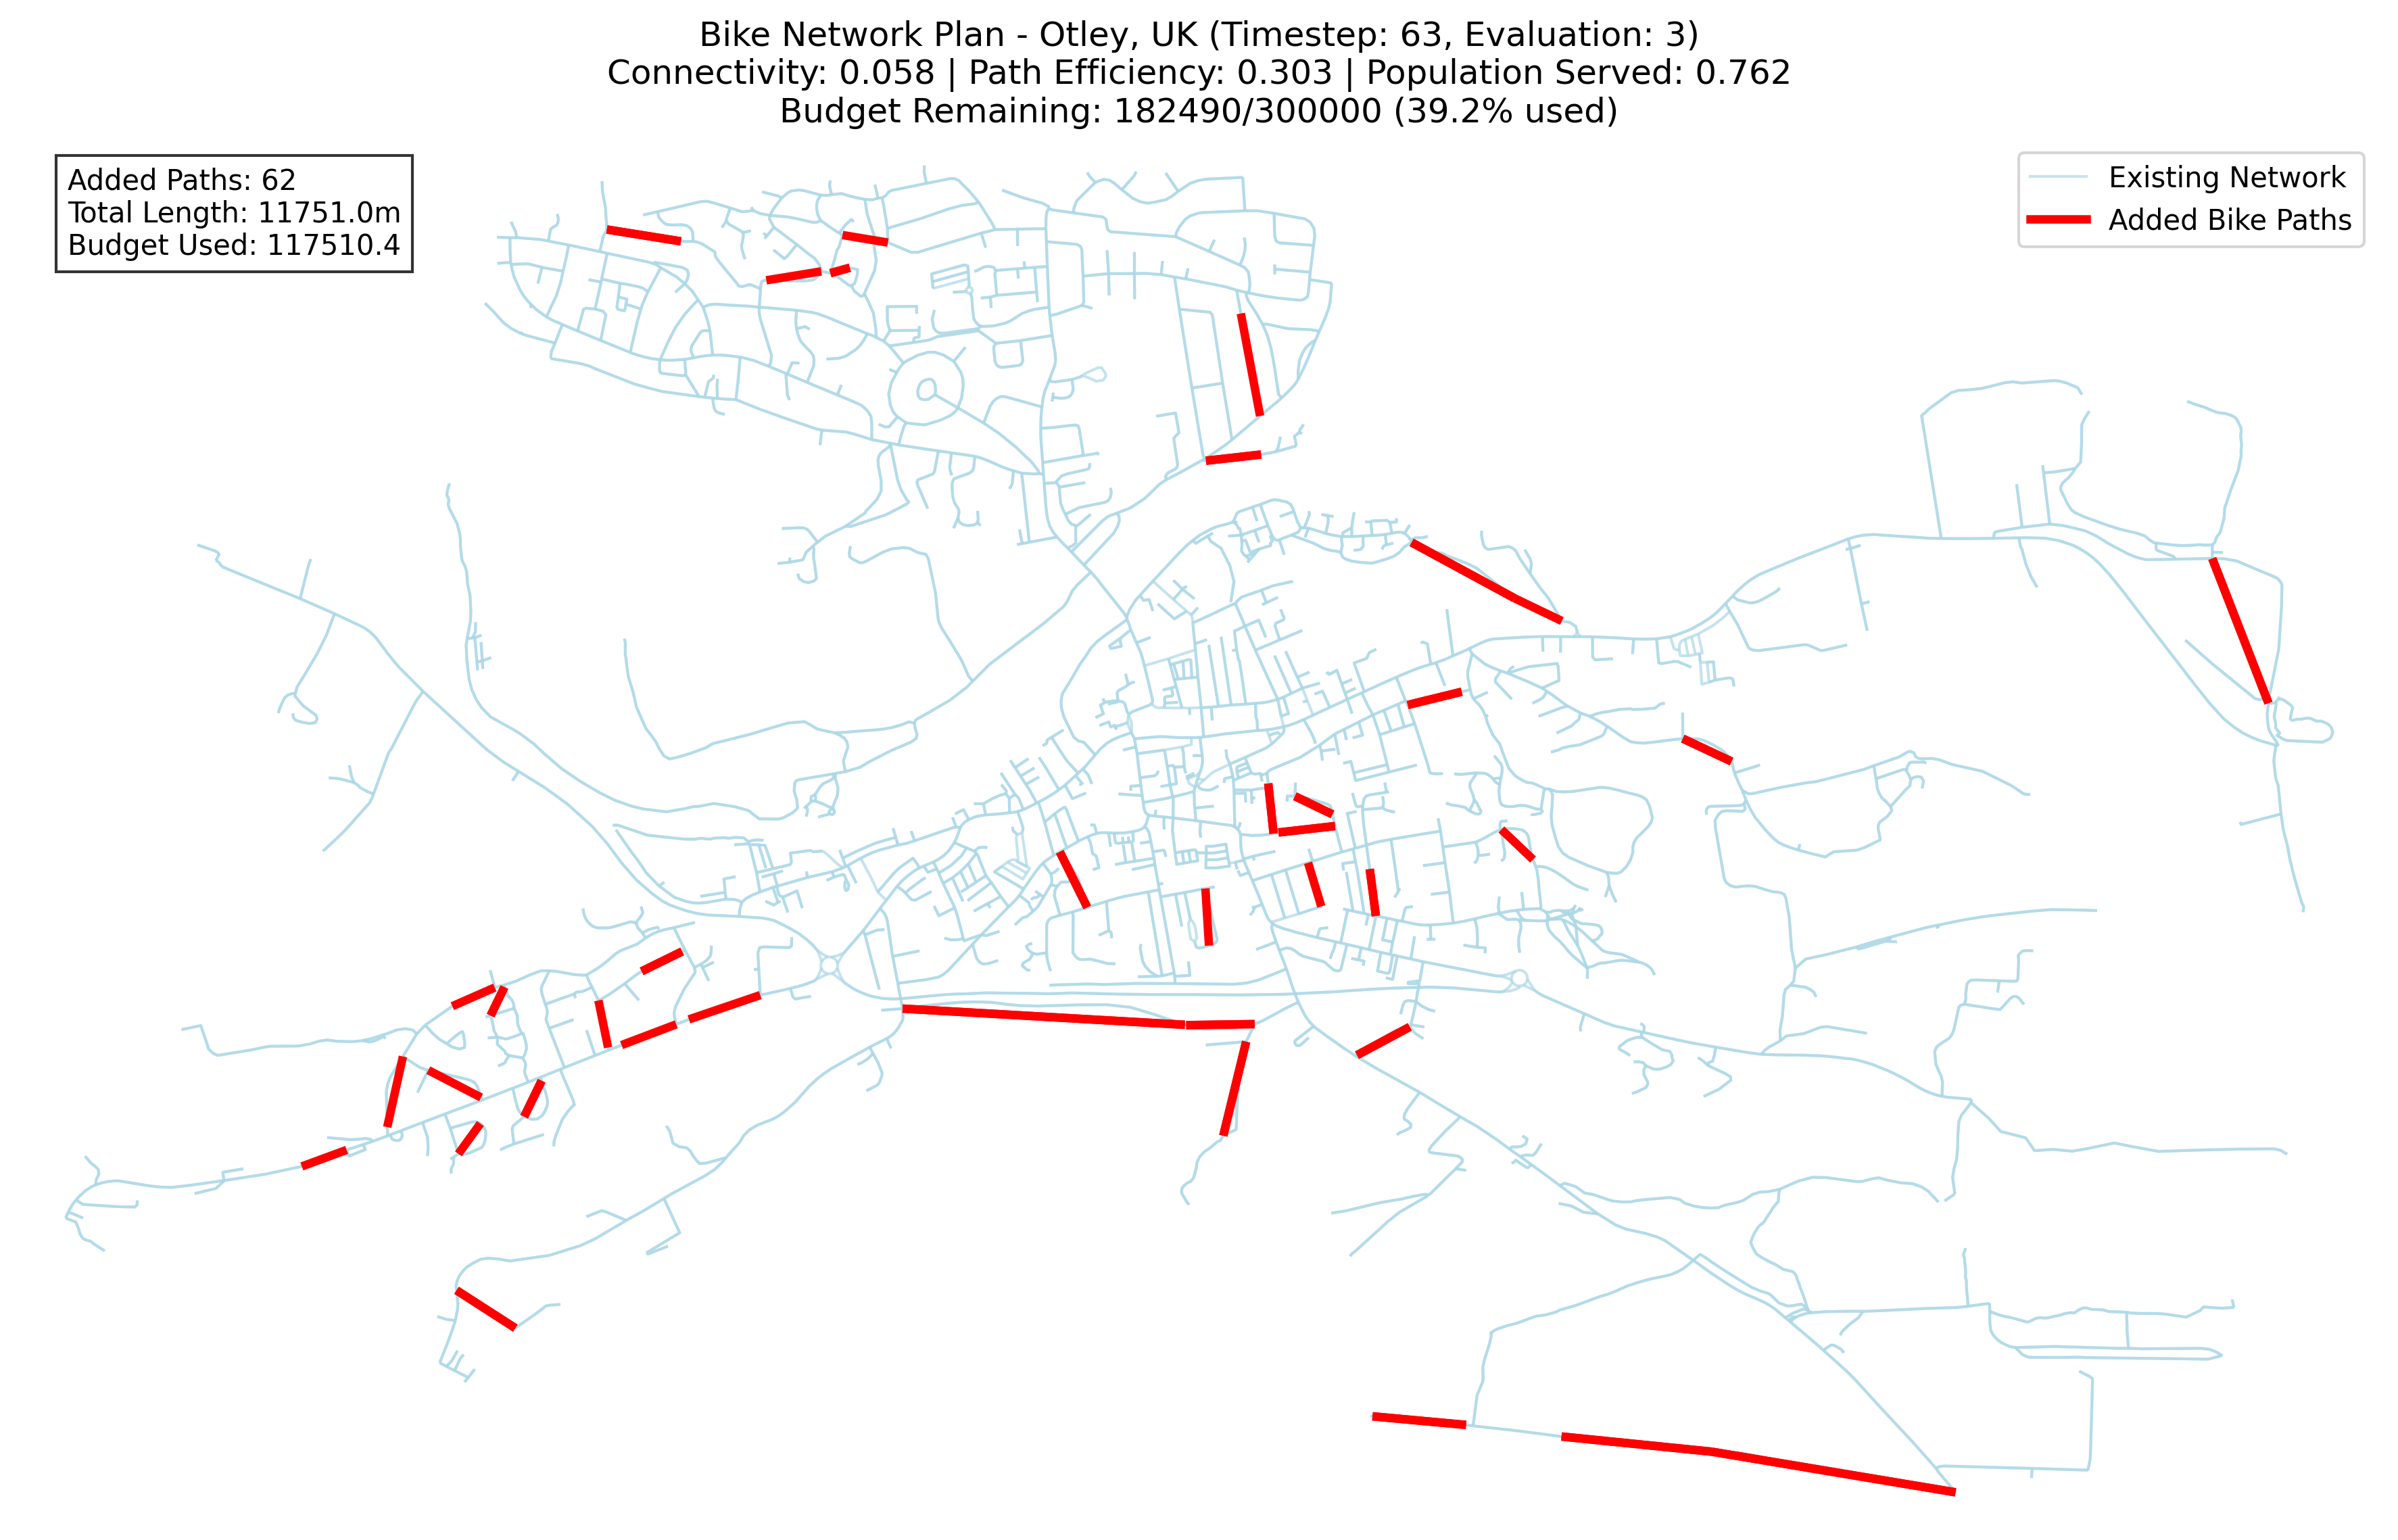 Bike Network Plan - Otley, UK (Timestep: 63, Evaluation: 3)
Connectivity: 0.058 | Path Efficiency: 0.303 | Population Served: 0.762
Budget Remaining: 182490/300000 (39.2% used)
Added Paths: 62
Total Length: 11751.0m
Budget Used: 117510.4
Existing Network
Added Bike Paths